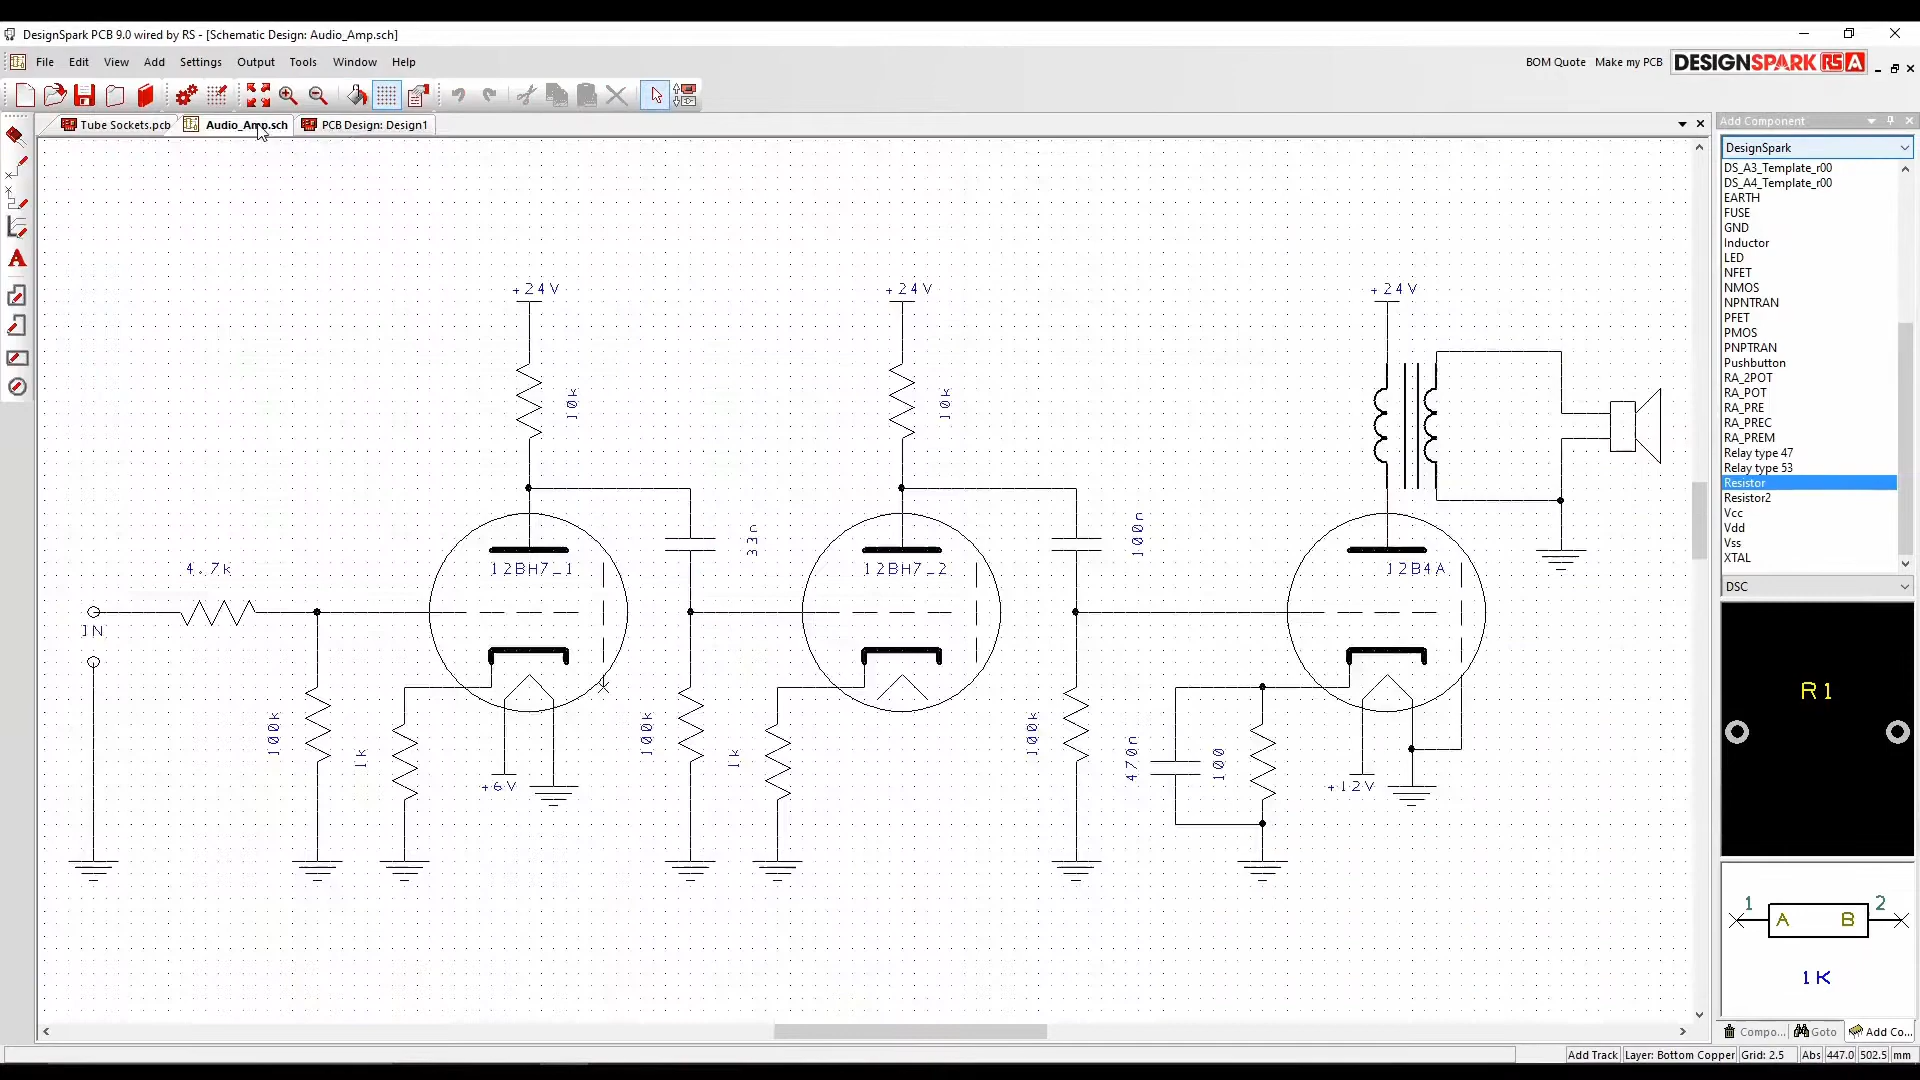 DesignSpark PCB 9.0 wired by RS - [Schematic Design: Audio_Amp.sch]
File Edit View Add Settings Output Tools Window Help
BOM Quote Make my PCB DESIGNSPARK RS A
Tube Sockets.pcb Audio_Amp.sch PCB Design: Design1
Add Component
DesignSpark
DS_A3_Template_r00
DS_A4_Template_r00
EARTH
FUSE
GND
Inductor
LED
NFET
NMOS
NPNTRAN
PFET
PMOS
PNPTRAN
Pushbutton
RA_2POT
RA_POT
RA_PRE
RA_PREC
RA_PREM
Relay type 47
Relay type 53
Resistor
Resistor2
Vcc
Vdd
Vss
XTAL
DSC
R1
1 2
A B
1K
Compo... Goto Add Co...
+24V +24V +24V
10k 10k
33n 100n
4.7k 12BH7_1 12BH7_2 12B4A
IN
100k 1k 100k 1k 100k 470n 100
+6V +12V
Add Track Layer: Bottom Copper Grid: 2.5 Abs 447.0 502.5 mm